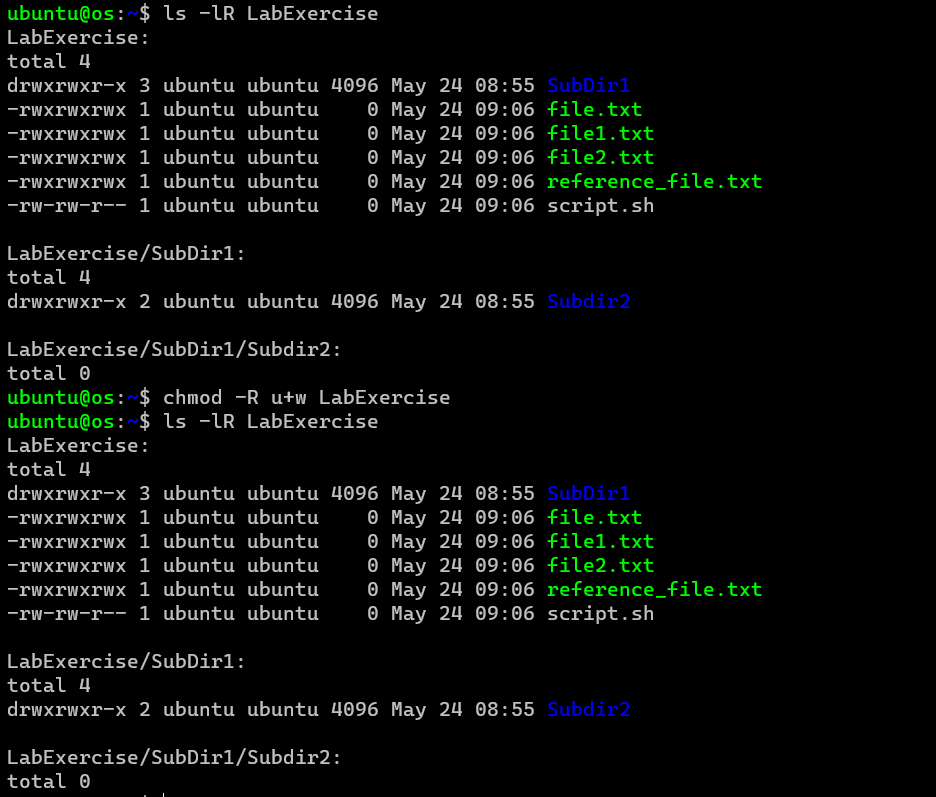 ubuntu@os:~$ ls -lR LabExercise
LabExercise:
total 4
drwxrwxr-x 3 ubuntu ubuntu 4096 May 24 08:55 SubDir1
-rwxrwxrwx 1 ubuntu ubuntu    0 May 24 09:06 file.txt
-rwxrwxrwx 1 ubuntu ubuntu    0 May 24 09:06 file1.txt
-rwxrwxrwx 1 ubuntu ubuntu    0 May 24 09:06 file2.txt
-rwxrwxrwx 1 ubuntu ubuntu    0 May 24 09:06 reference_file.txt
-rw-rw-r-- 1 ubuntu ubuntu    0 May 24 09:06 script.sh

LabExercise/SubDir1:
total 4
drwxrwxr-x 2 ubuntu ubuntu 4096 May 24 08:55 Subdir2

LabExercise/SubDir1/Subdir2:
total 0
ubuntu@os:~$ chmod -R u+w LabExercise
ubuntu@os:~$ ls -lR LabExercise
LabExercise:
total 4
drwxrwxr-x 3 ubuntu ubuntu 4096 May 24 08:55 SubDir1
-rwxrwxrwx 1 ubuntu ubuntu    0 May 24 09:06 file.txt
-rwxrwxrwx 1 ubuntu ubuntu    0 May 24 09:06 file1.txt
-rwxrwxrwx 1 ubuntu ubuntu    0 May 24 09:06 file2.txt
-rwxrwxrwx 1 ubuntu ubuntu    0 May 24 09:06 reference_file.txt
-rw-rw-r-- 1 ubuntu ubuntu    0 May 24 09:06 script.sh

LabExercise/SubDir1:
total 4
drwxrwxr-x 2 ubuntu ubuntu 4096 May 24 08:55 Subdir2

LabExercise/SubDir1/Subdir2:
total 0